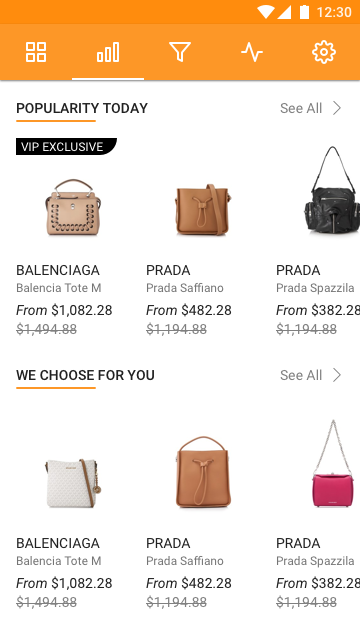 12:30
POPULARITY TODAY See All
VIP EXCLUSIVE
BALENCIAGA PRADA PRADA
Balencia Tote M Prada Saffiano Prada Spazzila
From $1,082.28 From $482.28 From $382.28
$1,494.88 $1,194.88 $1,194.88
WE CHOOSE FOR YOU See All
BALENCIAGA PRADA PRADA
Balencia Tote M Prada Saffiano Prada Spazzila
From $1,082.28 From $482.28 From $382.28
$1,494.88 $1,194.88 $1,194.88